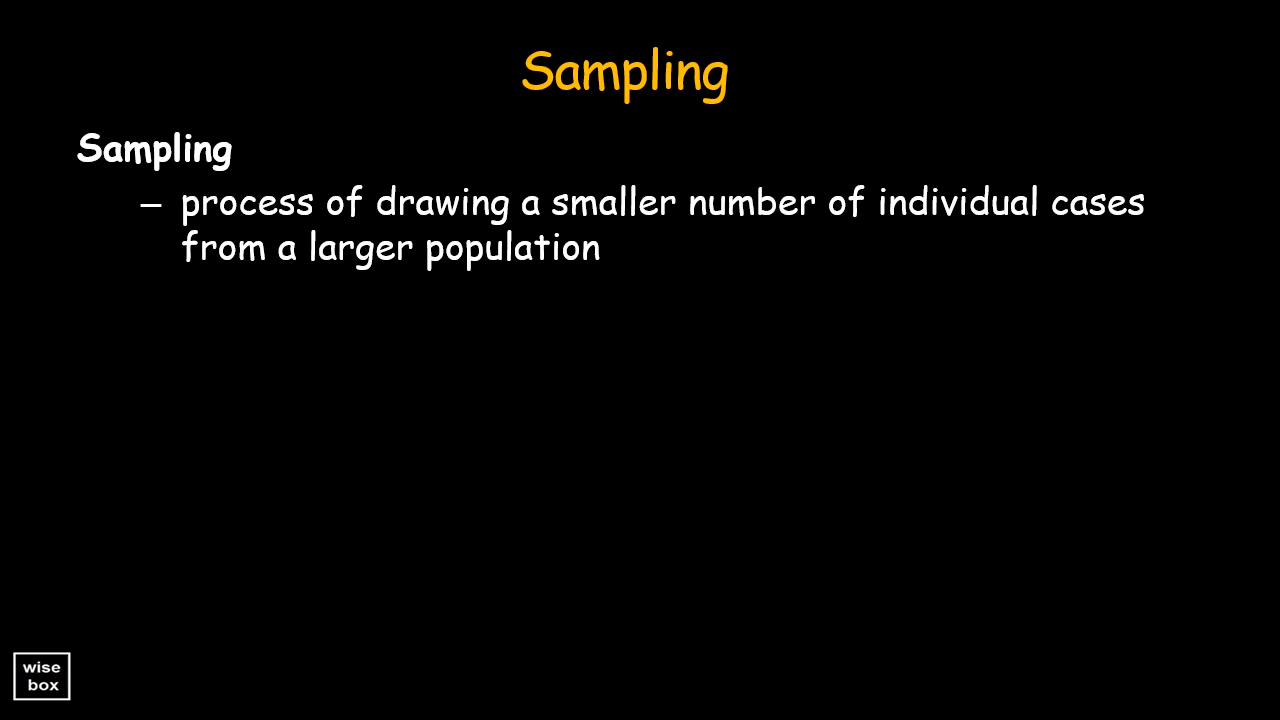 Sampling
Sampling
– process of drawing a smaller number of individual cases
from a larger population
wise
box